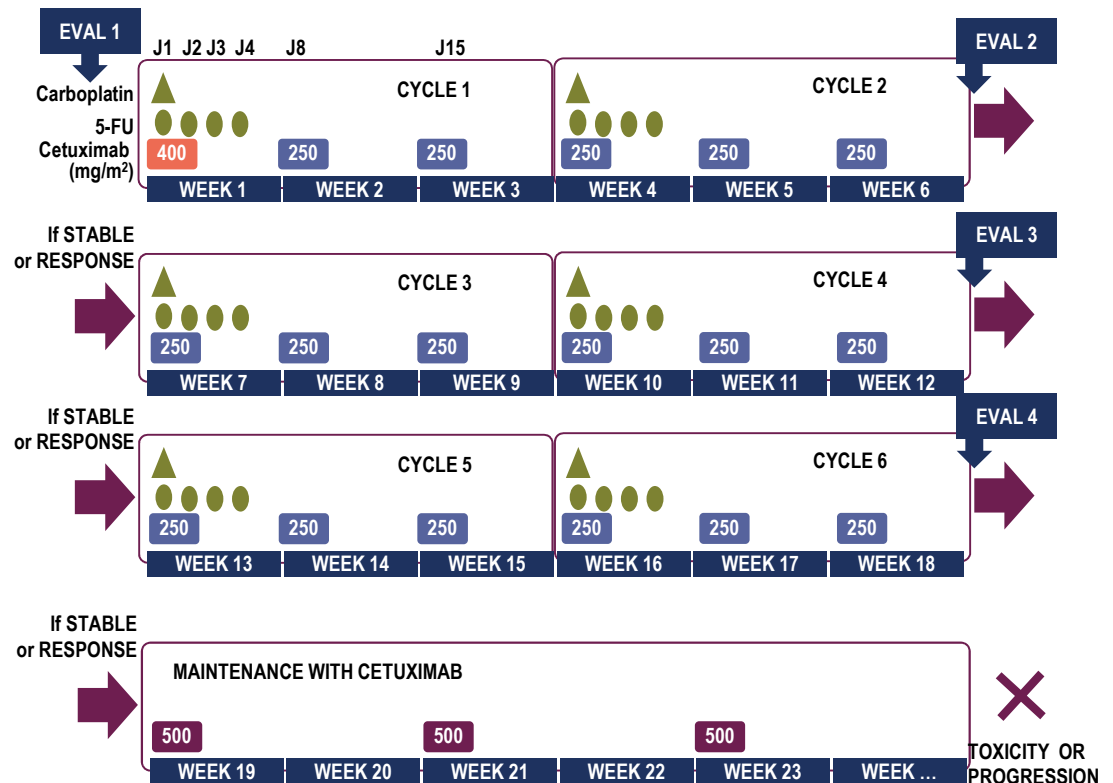 EVAL 1
EVAL 2
J1 J2 J3 J4 J8 J15
Carboplatin
5-FU
Cetuximab
(mg/m²)
CYCLE 1
CYCLE 2
400 250 250 250 250 250
WEEK 1 WEEK 2 WEEK 3 WEEK 4 WEEK 5 WEEK 6
If STABLE
or RESPONSE
EVAL 3
CYCLE 3
CYCLE 4
250 250 250 250 250 250
WEEK 7 WEEK 8 WEEK 9 WEEK 10 WEEK 11 WEEK 12
If STABLE
or RESPONSE
EVAL 4
CYCLE 5
CYCLE 6
250 250 250 250 250 250
WEEK 13 WEEK 14 WEEK 15 WEEK 16 WEEK 17 WEEK 18
If STABLE
or RESPONSE
MAINTENANCE WITH CETUXIMAB
500 500 500
WEEK 19 WEEK 20 WEEK 21 WEEK 22 WEEK 23 WEEK ...
TOXICITY OR
PROGRESSION